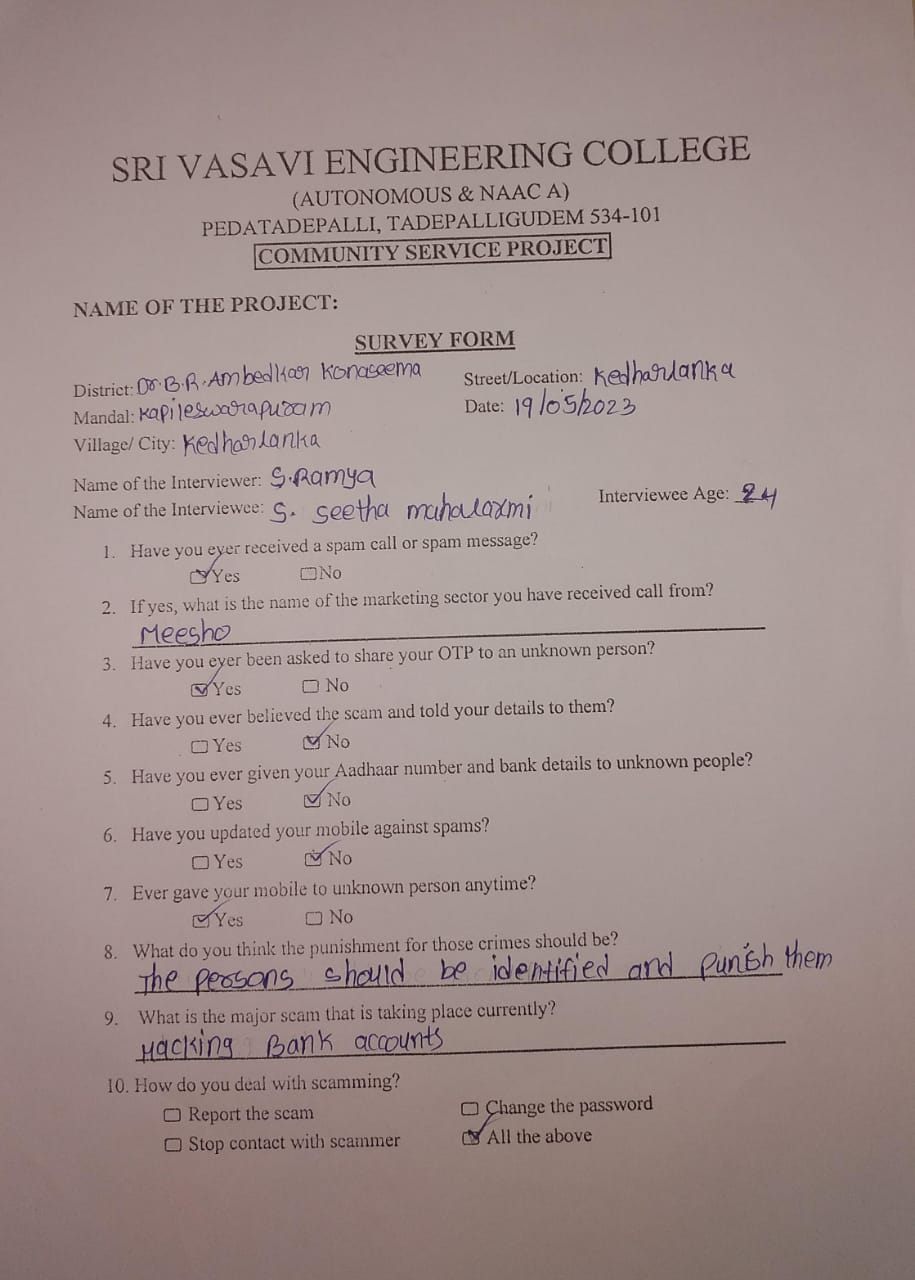 SRI VASAVI ENGINEERING COLLEGE
(AUTONOMOUS & NAAC A)
PEDATADEPALLI, TADEPALLIGUDEM 534-101
COMMUNITY SERVICE PROJECT
NAME OF THE PROJECT:
SURVEY FORM
District: Dr. B.R. Ambedkar Konaseema Street/Location: Kedharlanka
Mandal: Kapileswarapuram Date: 19/05/2023
Village/ City: Kedharlanka
Name of the Interviewer: S.Ramya
Name of the Interviewee: S. seetha mahalaxmi Interviewee Age: 24
1. Have you eyer received a spam call or spam message?
☑Yes ☐No
2. If yes, what is the name of the marketing sector you have received call from?
Meesho
3. Have you eyer been asked to share your OTP to an unknown person?
☑Yes ☐ No
4. Have you ever believed the scam and told your details to them?
☐ Yes ☑ No
5. Have you ever given your Aadhaar number and bank details to unknown people?
☐ Yes ☑ No
6. Have you updated your mobile against spams?
☐ Yes ☑ No
7. Ever gave your mobile to unknown person anytime?
☑Yes ☐ No
8. What do you think the punishment for those crimes should be?
The persons should be identified and punish them
9. What is the major scam that is taking place currently?
Hacking Bank accounts
10. How do you deal with scamming?
☐ Report the scam ☐ Change the password
☐ Stop contact with scammer ☑ All the above